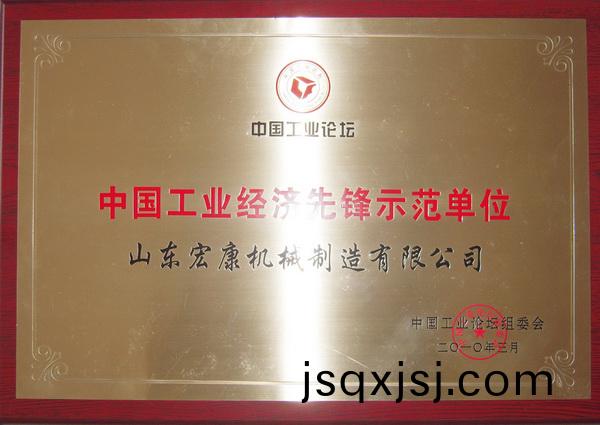 中国工业论坛
中国工业经济先锋示范单位
山东宏康机械制造有限公司
中国工业论坛组委会
二〇一〇年三月
jsqxjsj.com